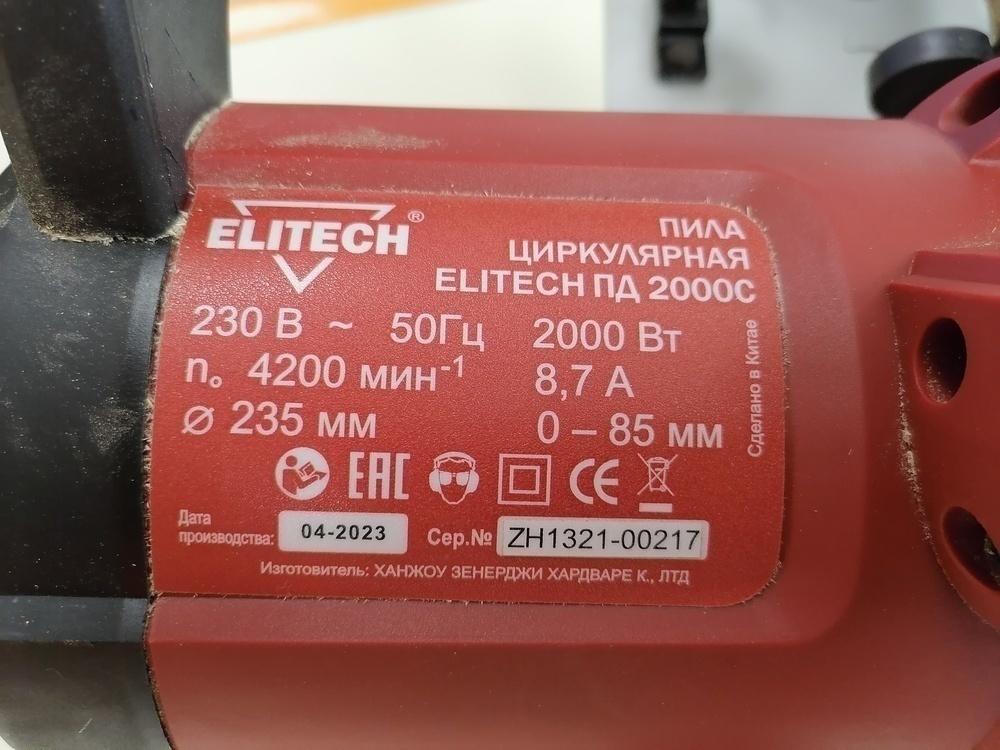 ELITECH®
ПИЛА
ЦИРКУЛЯРНАЯ
ELITECH ПД 2000С
230 В ~ 50Гц 2000 Вт
n₀ 4200 мин⁻¹ 8,7 А
⌀ 235 мм 0 – 85 мм
Сделано в Китае
EAC CE
Дата
производства: 04-2023 Сер.№ ZH1321-00217
Изготовитель: ХАНЖОУ ЗЕНЕРДЖИ ХАРДВАРЕ К., ЛТД